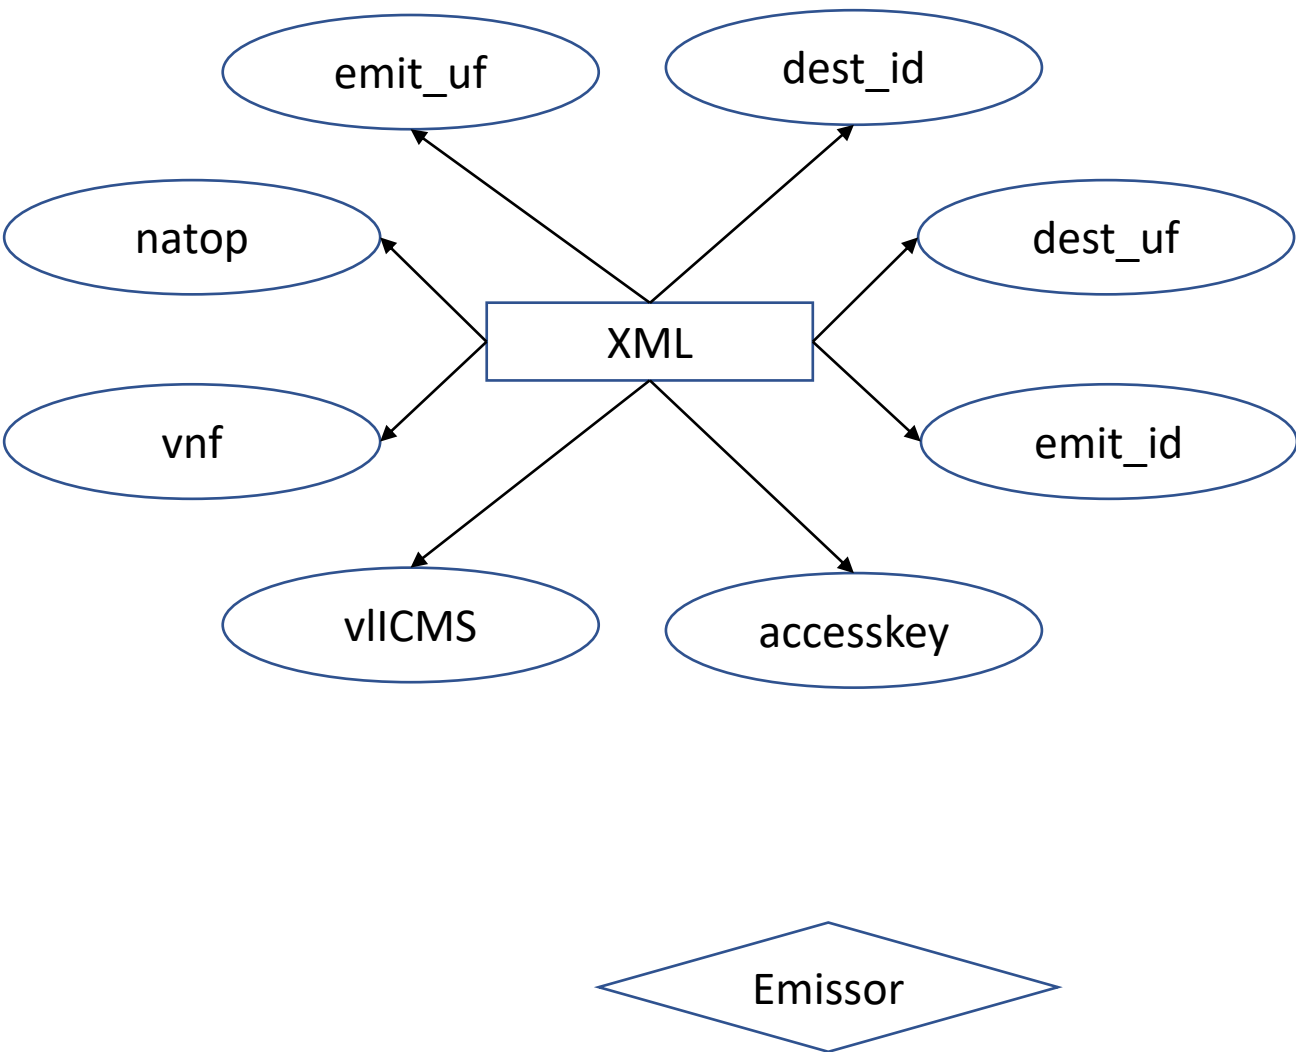 emit_uf
dest_id
natop
dest_uf
XML
vnf
emit_id
vlICMS
accesskey
Emissor